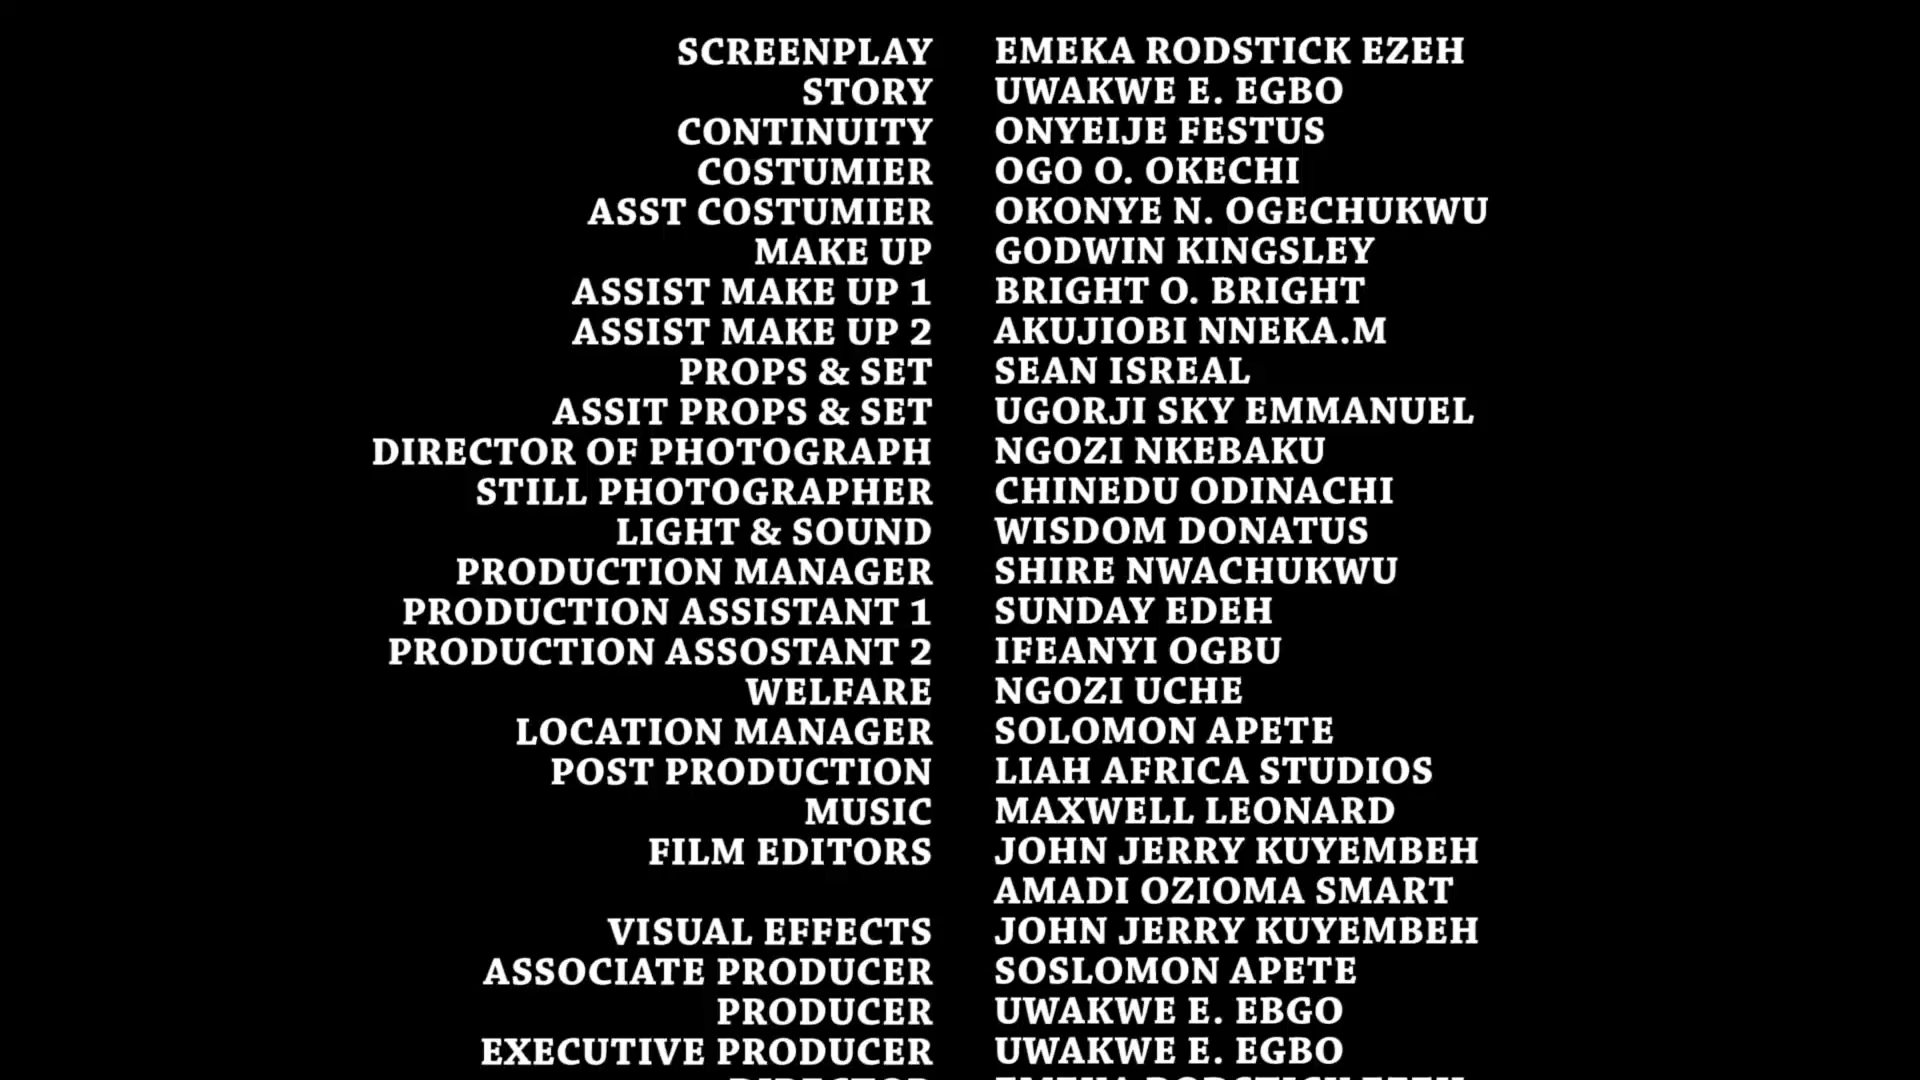 SCREENPLAY EMEKA RODSTICK EZEH
STORY UWAKWE E. EGBO
CONTINUITY ONYEIJE FESTUS
COSTUMIER OGO O. OKECHI
ASST COSTUMIER OKONYE N. OGECHUKWU
MAKE UP GODWIN KINGSLEY
ASSIST MAKE UP 1 BRIGHT O. BRIGHT
ASSIST MAKE UP 2 AKUJIOBI NNEKA.M
PROPS & SET SEAN ISREAL
ASSIT PROPS & SET UGORJI SKY EMMANUEL
DIRECTOR OF PHOTOGRAPH NGOZI NKEBAKU
STILL PHOTOGRAPHER CHINEDU ODINACHI
LIGHT & SOUND WISDOM DONATUS
PRODUCTION MANAGER SHIRE NWACHUKWU
PRODUCTION ASSISTANT 1 SUNDAY EDEH
PRODUCTION ASSOSTANT 2 IFEANYI OGBU
WELFARE NGOZI UCHE
LOCATION MANAGER SOLOMON APETE
POST PRODUCTION LIAH AFRICA STUDIOS
MUSIC MAXWELL LEONARD
FILM EDITORS JOHN JERRY KUYEMBEH
AMADI OZIOMA SMART
VISUAL EFFECTS JOHN JERRY KUYEMBEH
ASSOCIATE PRODUCER SOSLOMON APETE
PRODUCER UWAKWE E. EBGO
EXECUTIVE PRODUCER UWAKWE E. EGBO